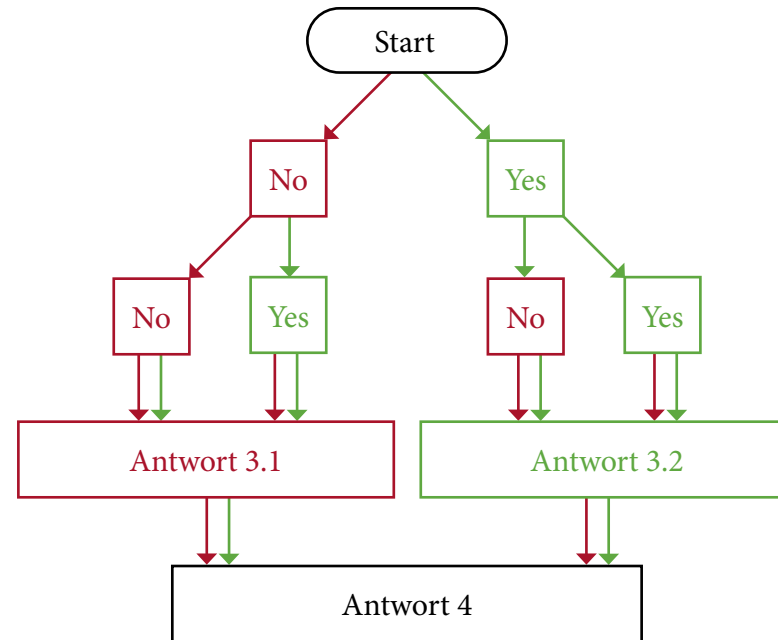 Start
No
Yes
No
Yes
No
Yes
Antwort 3.1
Antwort 3.2
Antwort 4